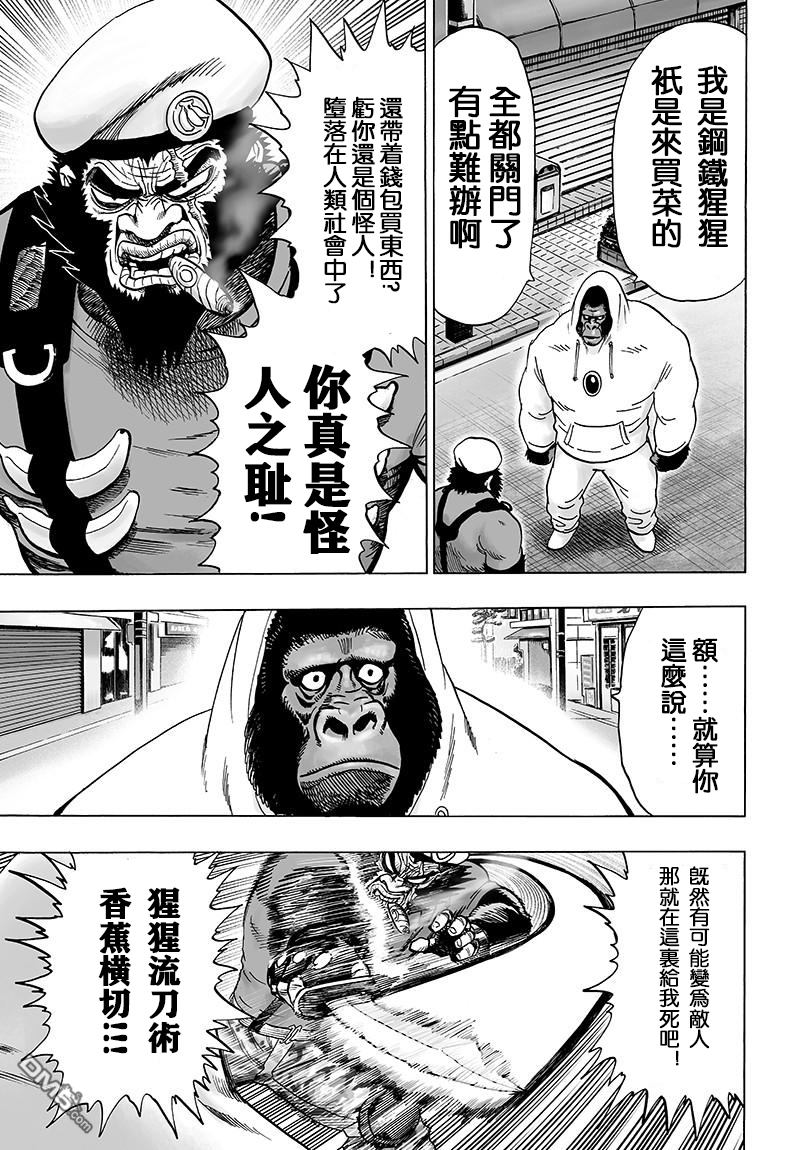 我是鋼鐵猩猩
衹是來買菜的
全都關門了
有點難辦啊
還帶着錢包買東西?
虧你還是個怪人!
墮落在人類社會中了
你真是怪
人之耻!
額……就算你
這麼說……
既然有可能變爲敵人
那就在這裏給我死吧!
猩猩流刀術
香蕉橫切!!!
DM5